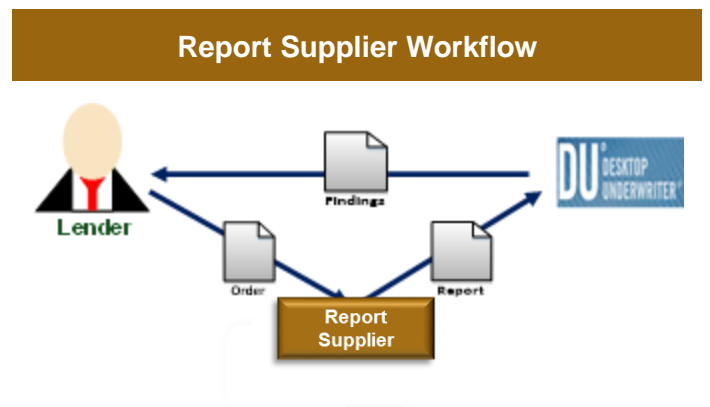 Report Supplier Workflow
Findings
DU® DESKTOP
UNDERWRITER®
Lender
Order
Report
Report
Supplier